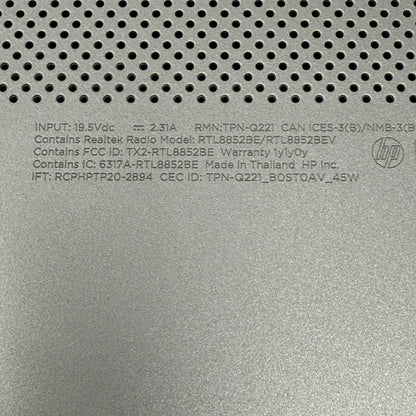 INPUT: 19.5Vdc ⎓ 2.31A RMN:TPN-Q221 CAN ICES-3(B)/NMB-3(B
Contains Realtek Radio Model: RTL8852BE/RTL8852BEV
Contains FCC ID: TX2-RTL8852BE Warranty 1y1y0y
Contains IC: 6317A-RTL8852BE Made in Thailand HP Inc.
IFT: RCPHPTP20-2894 CEC ID: TPN-Q221_BOSTOAV_45W
hp